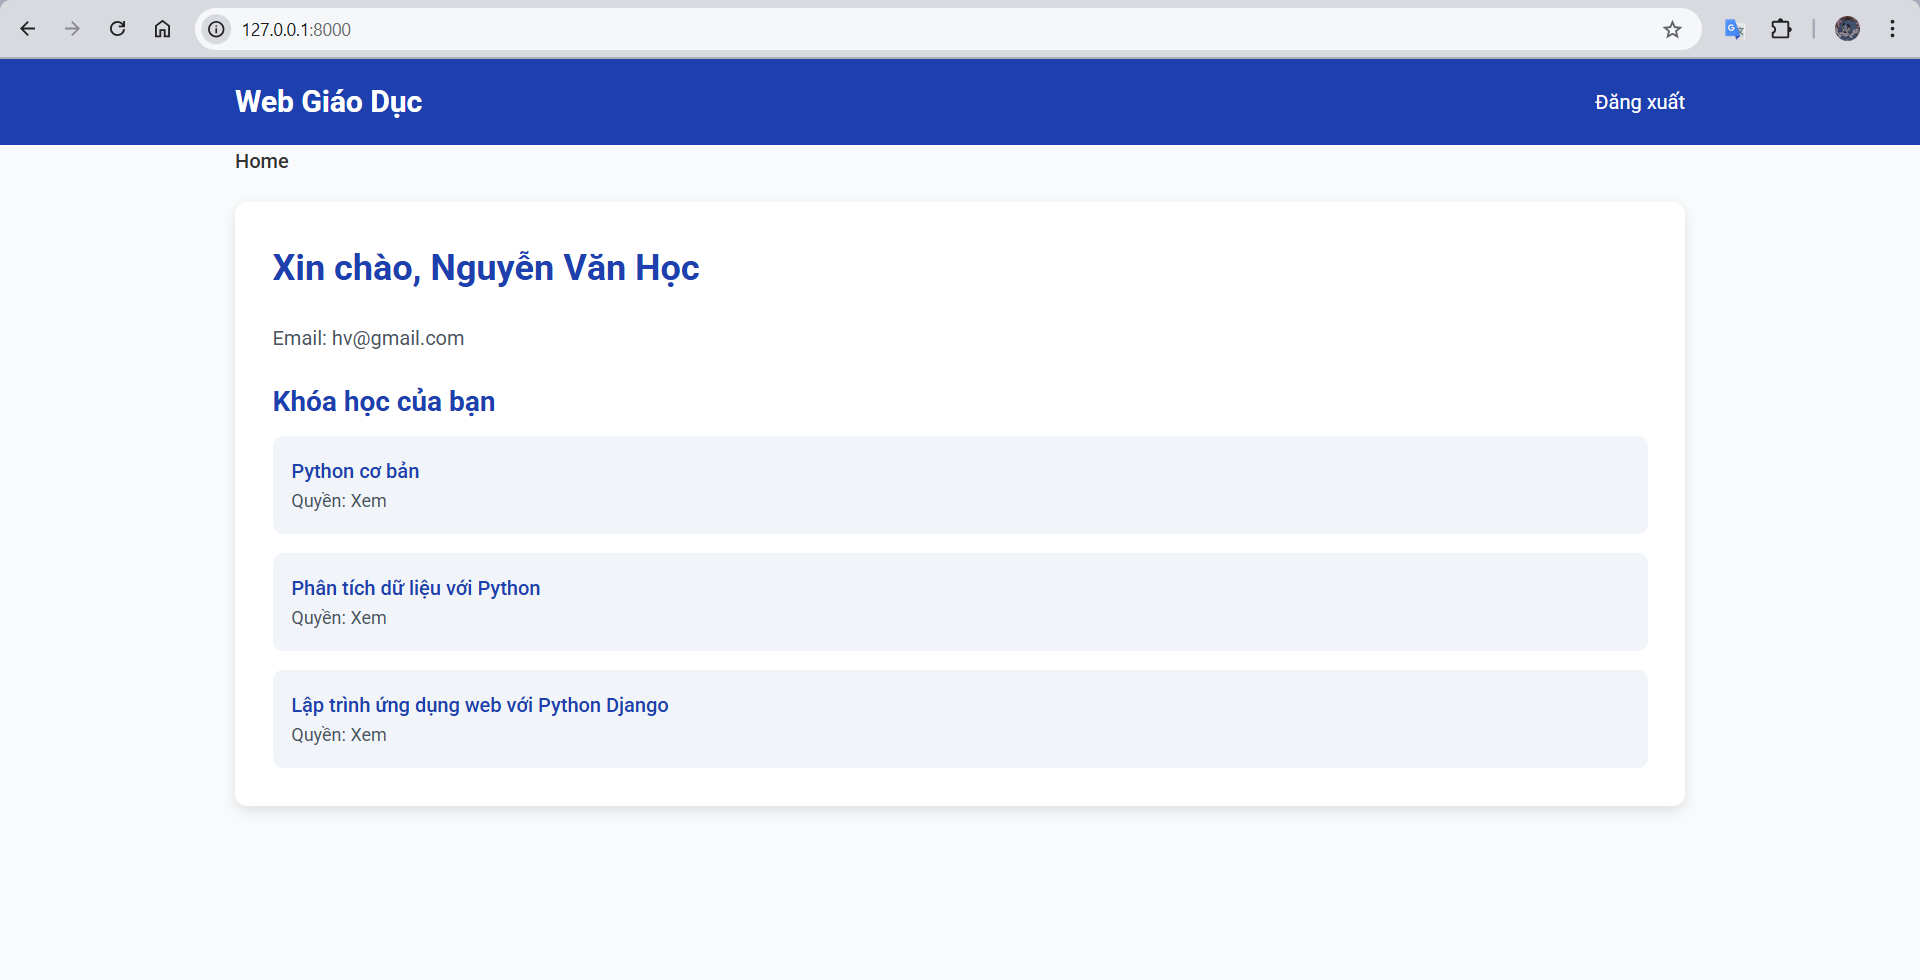 127.0.0.1:8000
Web Giáo Dục
Đăng xuất
Home
Xin chào, Nguyễn Văn Học
Email: hv@gmail.com
Khóa học của bạn
Python cơ bản
Quyền: Xem
Phân tích dữ liệu với Python
Quyền: Xem
Lập trình ứng dụng web với Python Django
Quyền: Xem